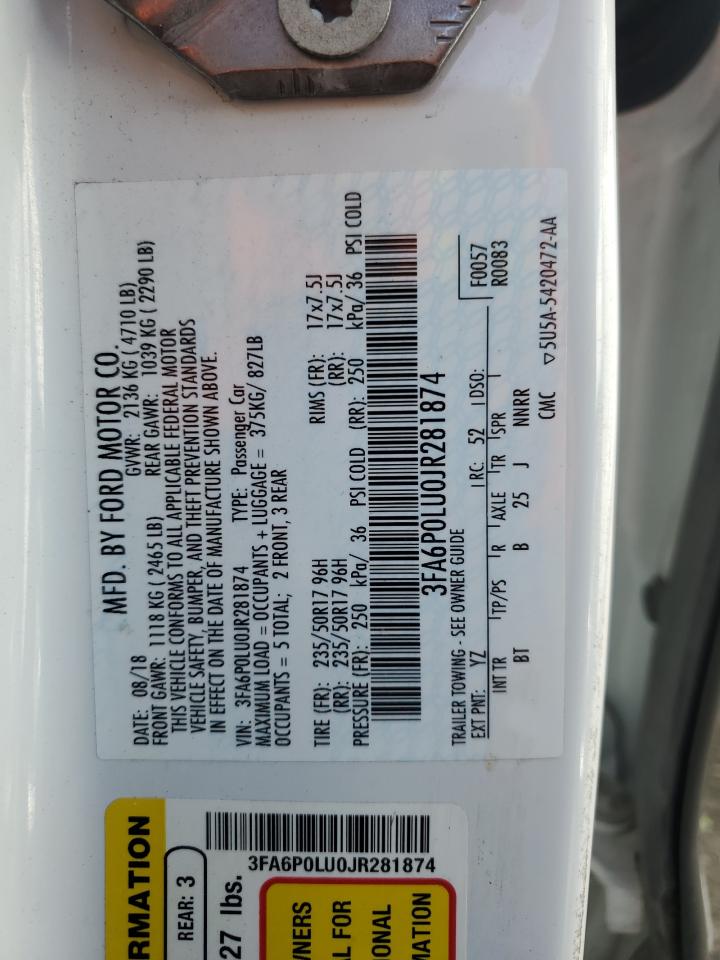 MFD. BY FORD MOTOR CO.
DATE: 08/18 GVWR: 2136 KG ( 4710 LB)
FRONT GAWR: 1118 KG ( 2465 LB) REAR GAWR: 1039 KG ( 2290 LB)
THIS VEHICLE CONFORMS TO ALL APPLICABLE FEDERAL MOTOR
VEHICLE SAFETY, BUMPER, AND THEFT PREVENTION STANDARDS
IN EFFECT ON THE DATE OF MANUFACTURE SHOWN ABOVE.
VIN: 3FA6P0LU0JR281874 TYPE: Passenger Car
MAXIMUM LOAD = OCCUPANTS + LUGGAGE = 375KG/ 827LB
OCCUPANTS = 5 TOTAL; 2 FRONT, 3 REAR
TIRE (FR): 235/50R17 96H RIMS (FR): 17x7.5J
(RR): 235/50R17 96H (RR): 17x7.5J
PRESSURE (FR): 250 kPa/ 36 PSI COLD (RR): 250 kPa/ 36 PSI COLD
3FA6P0LU0JR281874
TRAILER TOWING - SEE OWNER GUIDE F0057
EXT PNT: YZ RC: 52 DSO: R0083
INT TR TP/PS R AXLE TR SPR
BT B 25 J NNRR
CMC ▽5U5A-5420472-AA
RMATION
REAR: 3
27 lbs.
3FA6P0LU0JR281874
WNERS
AL FOR
IONAL
MATION